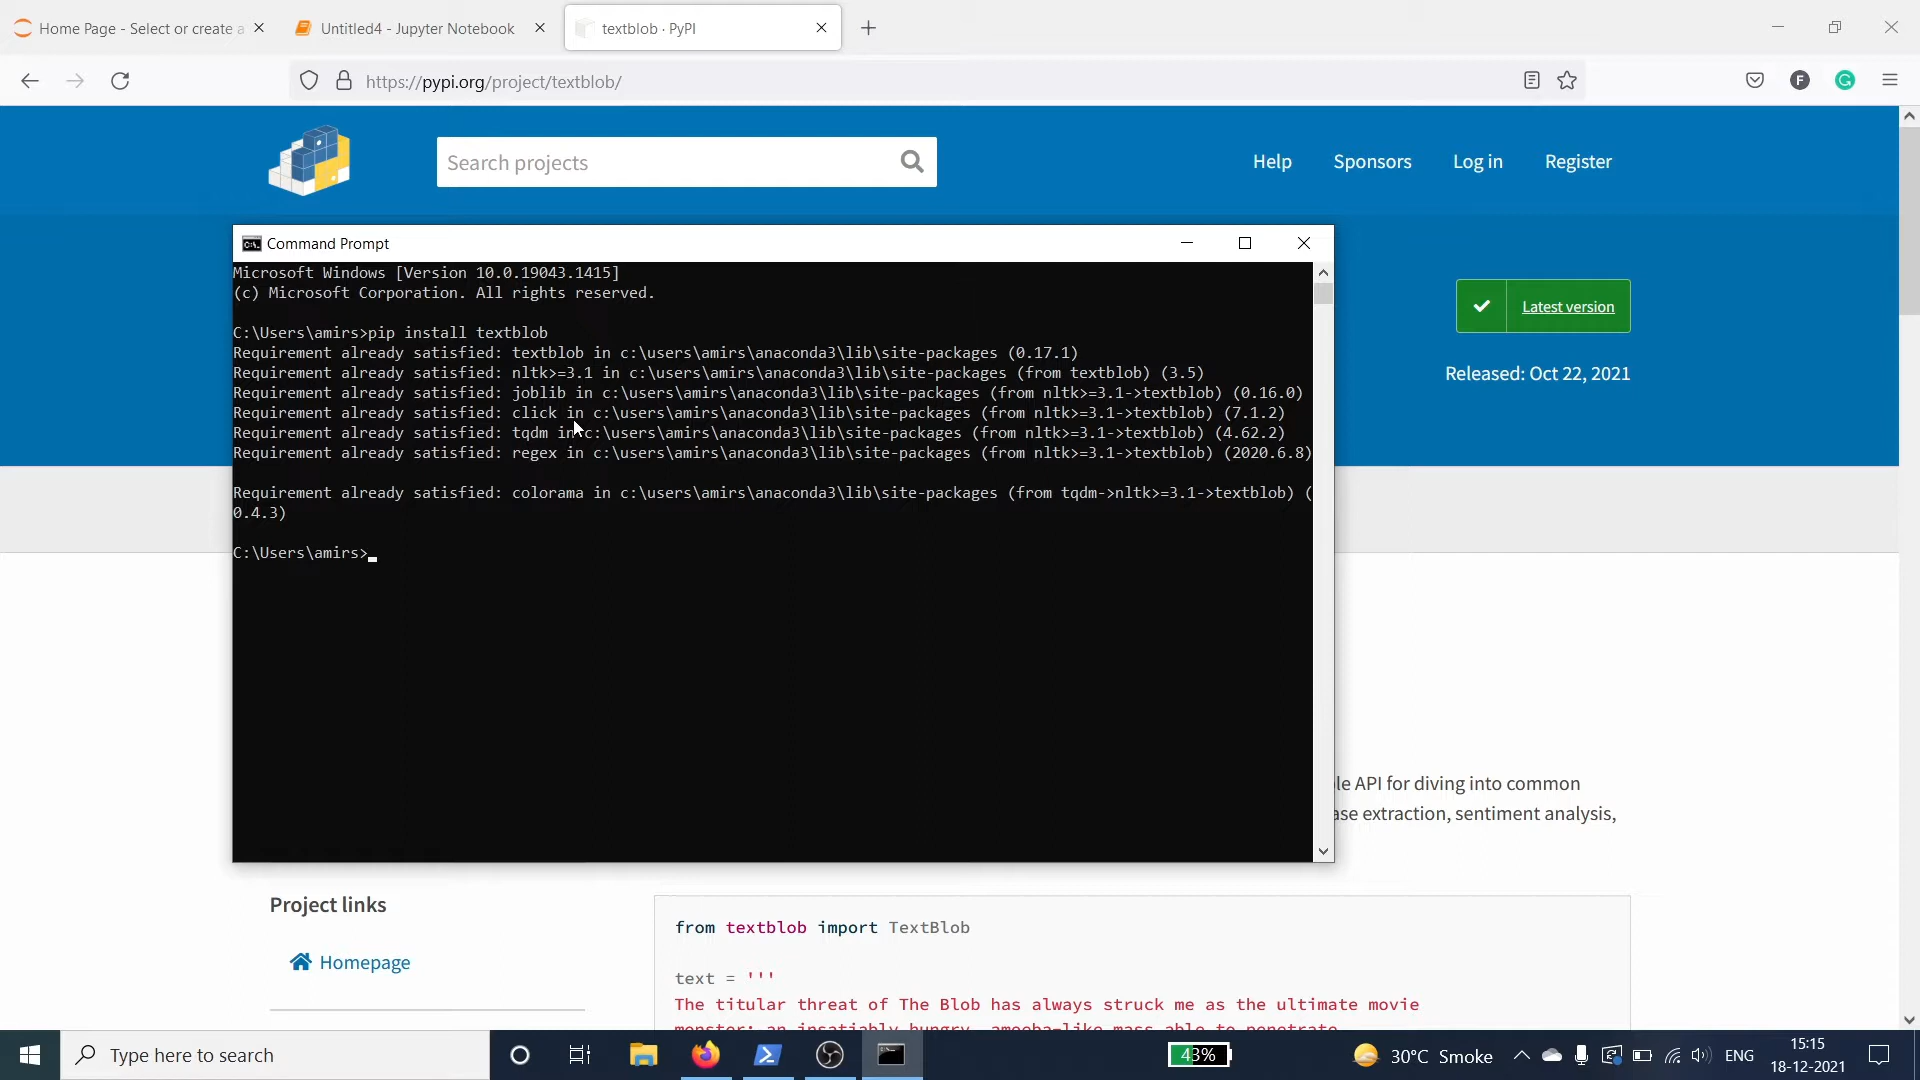 Home Page - Select or create a
Untitled4 - Jupyter Notebook
textblob · PyPI
https://pypi.org/project/textblob/
F
G
Search projects
Help
Sponsors
Log in
Register
Command Prompt
Microsoft Windows [Version 10.0.19043.1415]
(c) Microsoft Corporation. All rights reserved.
C:\Users\amirs>pip install textblob
Requirement already satisfied: textblob in c:\users\amirs\anaconda3\lib\site-packages (0.17.1)
Requirement already satisfied: nltk>=3.1 in c:\users\amirs\anaconda3\lib\site-packages (from textblob) (3.5)
Requirement already satisfied: joblib in c:\users\amirs\anaconda3\lib\site-packages (from nltk>=3.1->textblob) (0.16.0)
Requirement already satisfied: click in c:\users\amirs\anaconda3\lib\site-packages (from nltk>=3.1->textblob) (7.1.2)
Requirement already satisfied: tqdm in c:\users\amirs\anaconda3\lib\site-packages (from nltk>=3.1->textblob) (4.62.2)
Requirement already satisfied: regex in c:\users\amirs\anaconda3\lib\site-packages (from nltk>=3.1->textblob) (2020.6.8)
Requirement already satisfied: colorama in c:\users\amirs\anaconda3\lib\site-packages (from tqdm->nltk>=3.1->textblob) (
0.4.3)
C:\Users\amirs>
Latest version
Released: Oct 22, 2021
le API for diving into common
ase extraction, sentiment analysis,
Project links
Homepage
from textblob import TextBlob
text = '''
The titular threat of The Blob has always struck me as the ultimate movie
monster: an insatiably hungry, amoeba-like mass able to penetrate
Type here to search
43%
30°C Smoke
ENG
15:15
18-12-2021